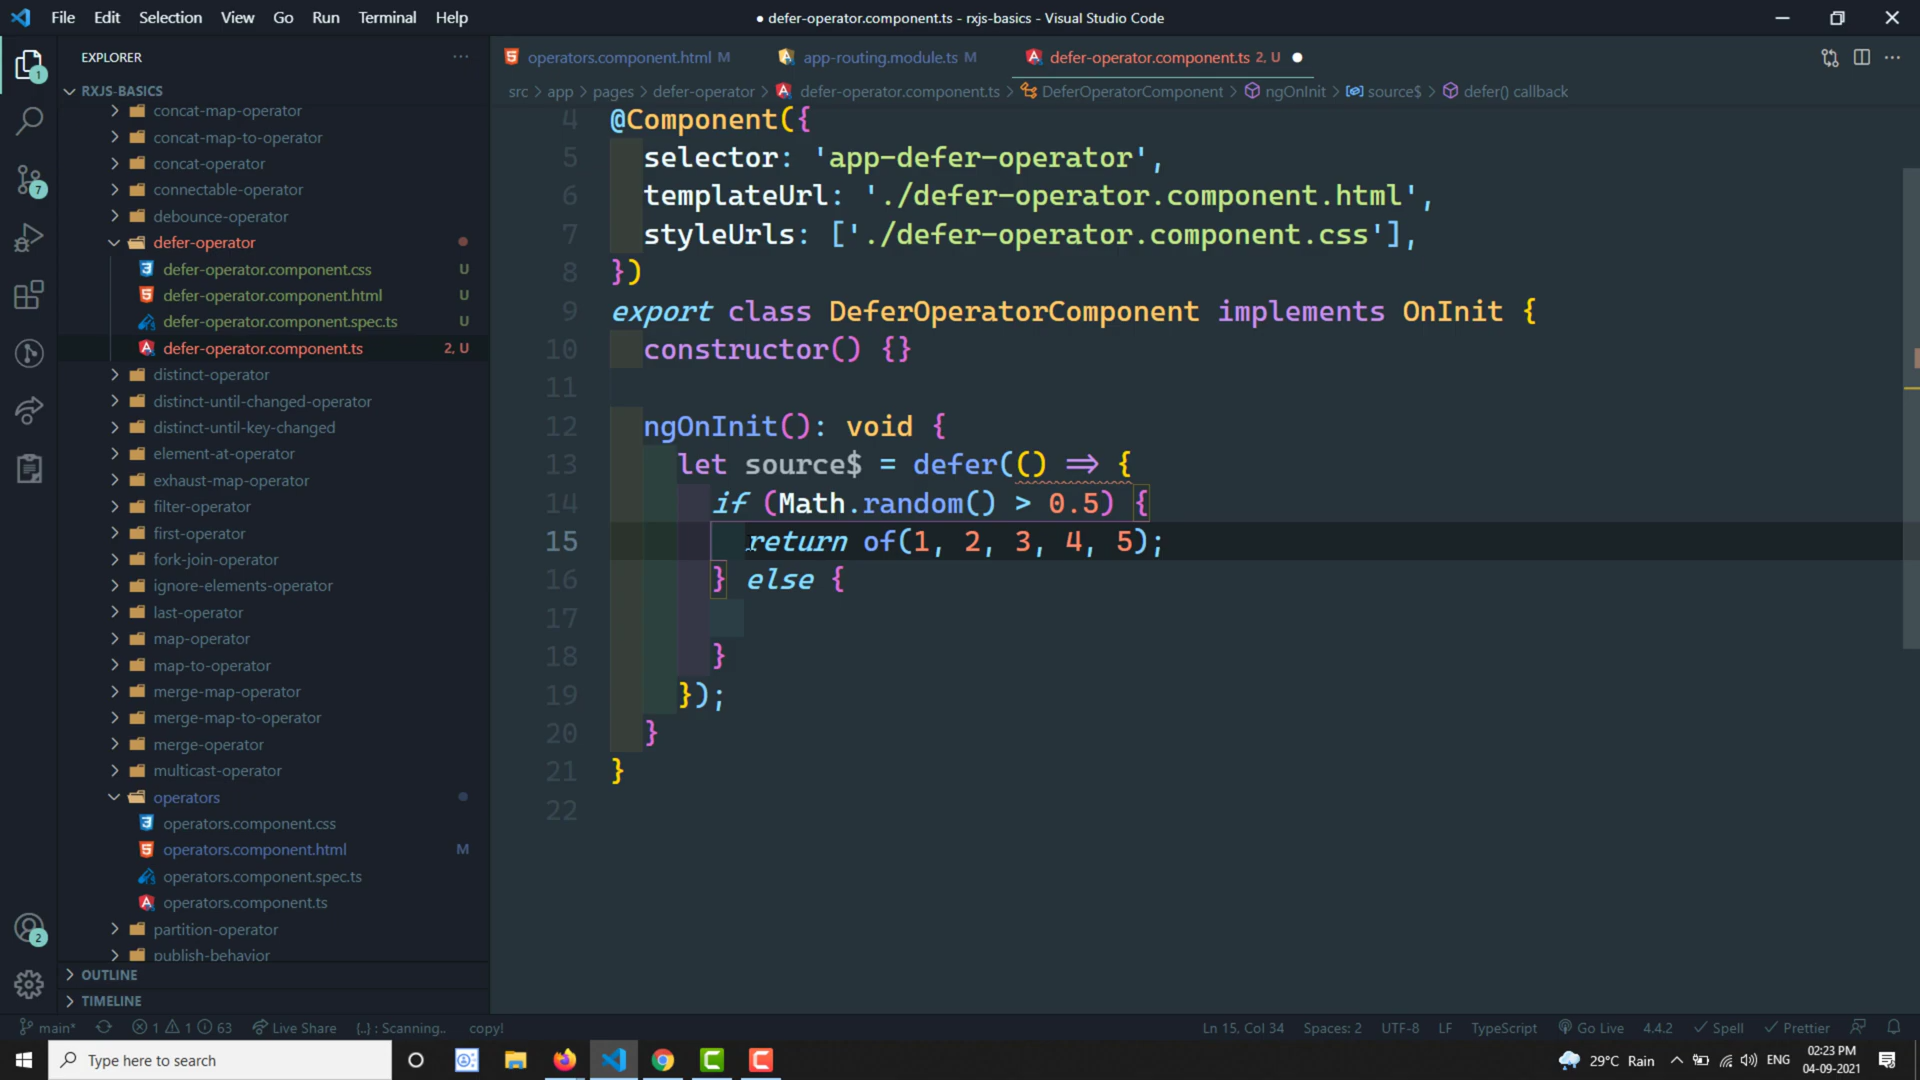 File Edit Selection View Go Run Terminal Help
● defer-operator.component.ts - rxjs-basics - Visual Studio Code
EXPLORER
operators.component.html M
app-routing.module.ts M
defer-operator.component.ts 2, U
RXJS-BASICS
src > app > pages > defer-operator > defer-operator.component.ts > DeferOperatorComponent > ngOnInit > source$ > defer() callback
concat-map-operator
concat-map-to-operator
concat-operator
connectable-operator
debounce-operator
defer-operator
defer-operator.component.css U
defer-operator.component.html U
defer-operator.component.spec.ts U
defer-operator.component.ts 2, U
distinct-operator
distinct-until-changed-operator
distinct-until-key-changed
element-at-operator
exhaust-map-operator
filter-operator
first-operator
fork-join-operator
ignore-elements-operator
last-operator
map-operator
map-to-operator
merge-map-operator
merge-map-to-operator
merge-operator
multicast-operator
operators
operators.component.css
operators.component.html M
operators.component.spec.ts
operators.component.ts
partition-operator
publish-behavior
OUTLINE
TIMELINE
1
7
2
4 @Component({
5 selector: 'app-defer-operator',
6 templateUrl: './defer-operator.component.html',
7 styleUrls: ['./defer-operator.component.css'],
8 })
9 export class DeferOperatorComponent implements OnInit {
10 constructor() {}
11
12 ngOnInit(): void {
13 let source$ = defer(() => {
14 if (Math.random() > 0.5) {
15 return of(1, 2, 3, 4, 5);
16 } else {
17
18 }
19 });
20 }
21 }
22
main* 1 1 63 Live Share {..} : Scanning.. copy!
Ln 15, Col 34 Spaces: 2 UTF-8 LF TypeScript Go Live 4.4.2 Spell Prettier
Type here to search
29°C Rain ENG
02:23 PM
04-09-2021